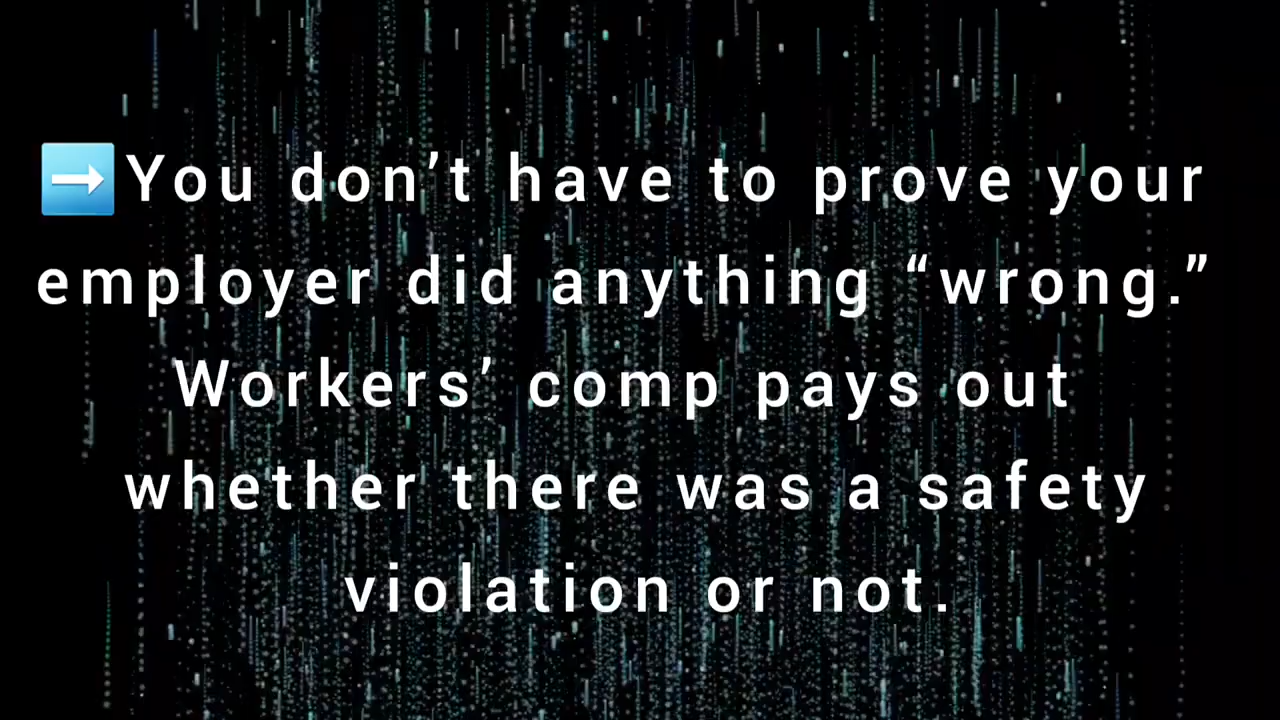 ➡️You don’t have to prove your
employer did anything “wrong.”
Workers’ comp pays out
whether there was a safety
violation or not.